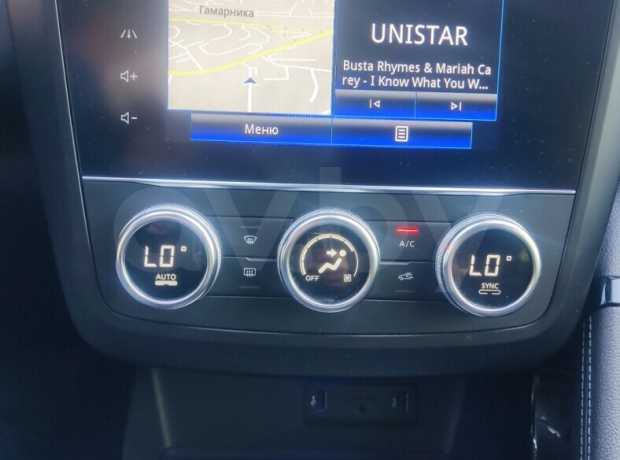 Гамарника
UNISTAR
Busta Rhymes & Mariah Ca
rey - I Know What You W...
Меню
LO°
AUTO
OFF
A/C
LO°
SYNC